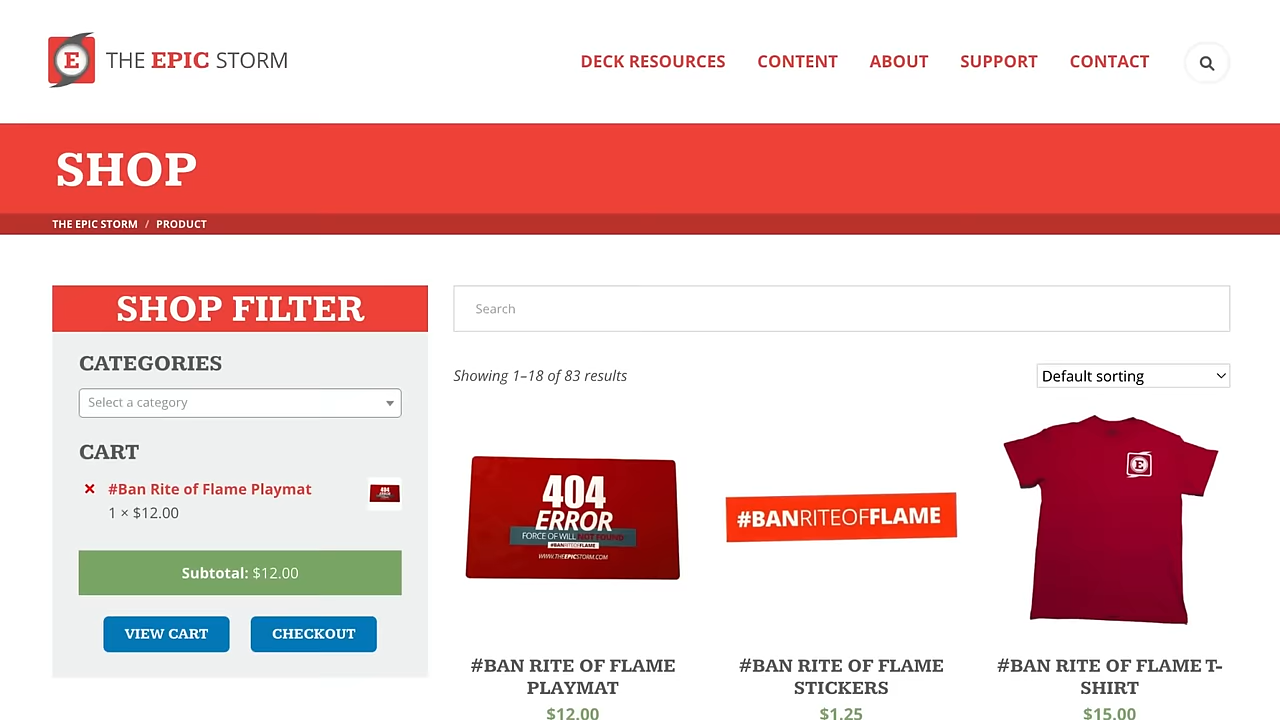 E THE EPIC STORM
DECK RESOURCES
CONTENT
ABOUT
SUPPORT
CONTACT
SHOP
THE EPIC STORM / PRODUCT
SHOP FILTER
CATEGORIES
Select a category
CART
× #Ban Rite of Flame Playmat
1 × $12.00
404
ERROR
Subtotal: $12.00
VIEW CART
CHECKOUT
Search
Showing 1–18 of 83 results
Default sorting
404
ERROR
FORCE OF WILL NOT FOUND
#BANRITEOFFLAME
WWW.THEEPICSTORM.COM
#BANRITEOFFLAME
E
#BAN RITE OF FLAME
PLAYMAT
$12.00
#BAN RITE OF FLAME
STICKERS
$1.25
#BAN RITE OF FLAME T-
SHIRT
$15.00